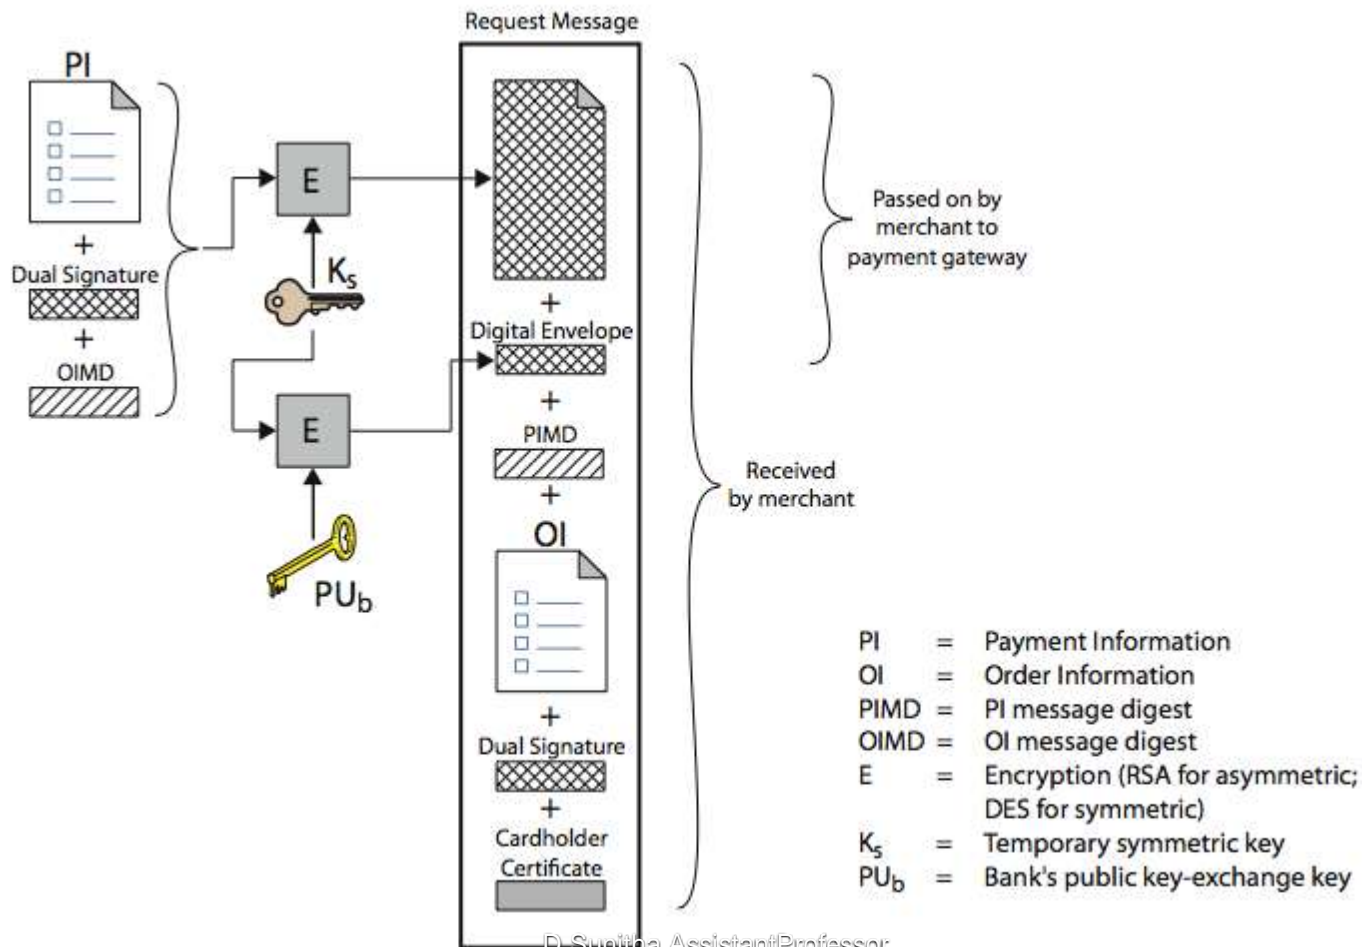 Request Message
PI
+
Dual Signature
+
OIMD
E
Ks
E
PUb
+
Digital Envelope
+
PIMD
+
OI
+
Dual Signature
+
Cardholder
Certificate
Passed on by
merchant to
payment gateway
Received
by merchant
PI = Payment Information
OI = Order Information
PIMD = PI message digest
OIMD = OI message digest
E = Encryption (RSA for asymmetric;
DES for symmetric)
Ks = Temporary symmetric key
PUb = Bank's public key-exchange key
D Sunitha AssistantProfessor